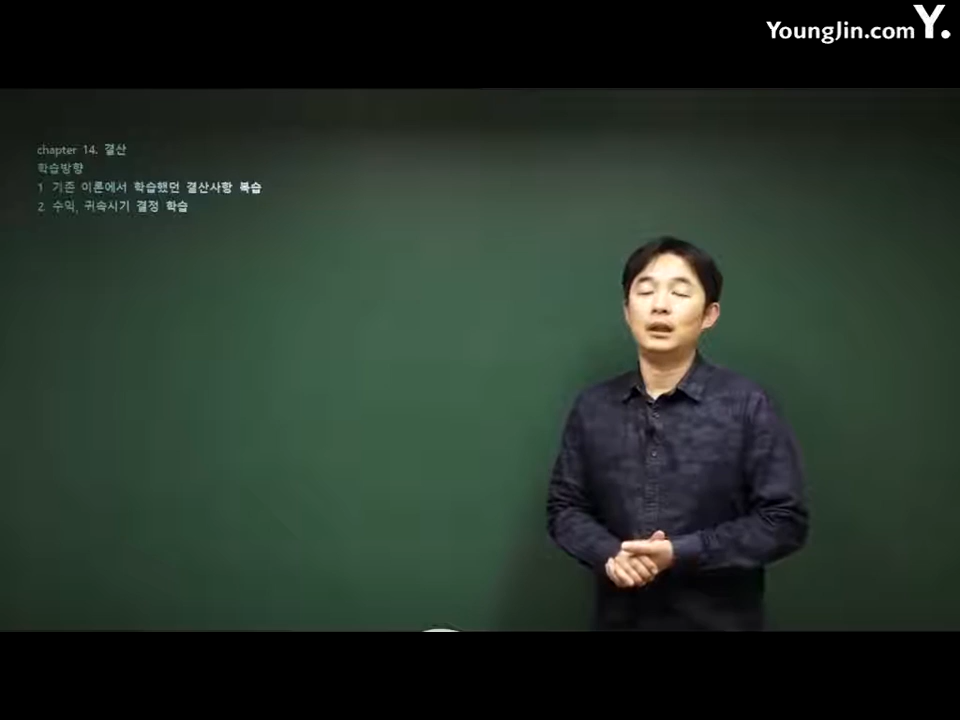 YoungJin.com Y.
chapter 14. 결산
학습방향
1. 기존 이론에서 학습했던 결산사항 복습
2. 수익, 귀속시기 결정 학습